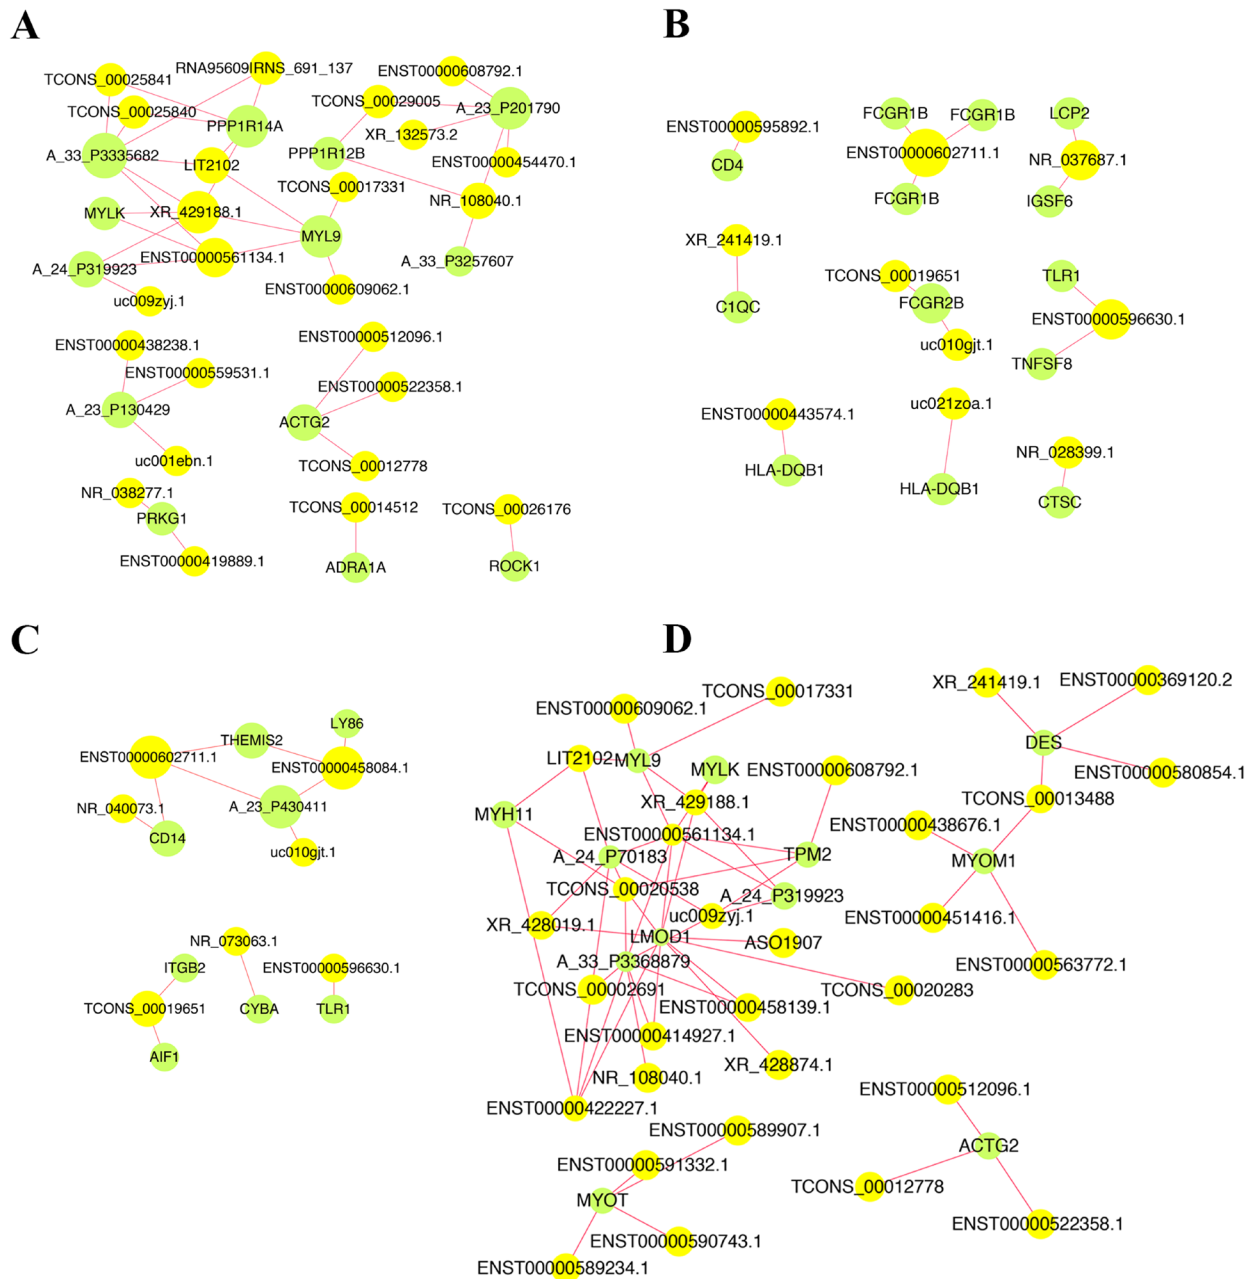 A
TCONS_00025841
RNA95609IRNS_691_137
TCONS_00025840
PPP1R14A
A_33_P3335682
LIT2102
MYLK
XR_429188.1
A_24_P319923
ENST00000561134.1
uc009zyj.1
ENST00000608792.1
TCONS_00029005
A_23_P201790
XR_132573.2
PPP1R12B
ENST00000454470.1
TCONS_00017331
NR_108040.1
MYL9
A_33_P3257607
ENST00000609062.1
ENST00000438238.1
ENST00000559531.1
A_23_P130429
uc001ebn.1
ENST00000512096.1
ENST00000522358.1
ACTG2
TCONS_00012778
NR_038277.1
PRKG1
ENST00000419889.1
TCONS_00014512
ADRA1A
TCONS_00026176
ROCK1
B
ENST00000595892.1
CD4
FCGR1B
FCGR1B
ENST00000602711.1
FCGR1B
LCP2
NR_037687.1
IGSF6
XR_241419.1
C1QC
TCONS_00019651
FCGR2B
uc010gjt.1
TLR1
ENST00000596630.1
TNFSF8
ENST00000443574.1
HLA-DQB1
uc021zoa.1
HLA-DQB1
NR_028399.1
CTSC
C
LY86
THEMIS2
ENST00000602711.1
ENST00000458084.1
NR_040073.1
A_23_P430411
CD14
uc010gjt.1
NR_073063.1
ITGB2
ENST00000596630.1
TCONS_00019651
CYBA
TLR1
AIF1
D
TCONS_00017331
ENST00000609062.1
LIT2102
MYL9
MYLK
ENST00000608792.1
XR_429188.1
MYH11
ENST00000561134.1
A_24_P70183
TPM2
TCONS_00020538
A_24_P319923
uc009zyj.1
XR_428019.1
LMOD1
ASO1907
A_33_P3368879
TCONS_00002691
TCONS_00020283
ENST00000458139.1
ENST00000414927.1
XR_428874.1
NR_108040.1
ENST00000422227.1
XR_241419.1
ENST00000369120.2
DES
ENST00000580854.1
TCONS_00013488
ENST00000438676.1
MYOM1
ENST00000451416.1
ENST00000563772.1
ENST00000589907.1
ENST00000591332.1
MYOT
ENST00000590743.1
ENST00000589234.1
ENST00000512096.1
ACTG2
TCONS_00012778
ENST00000522358.1